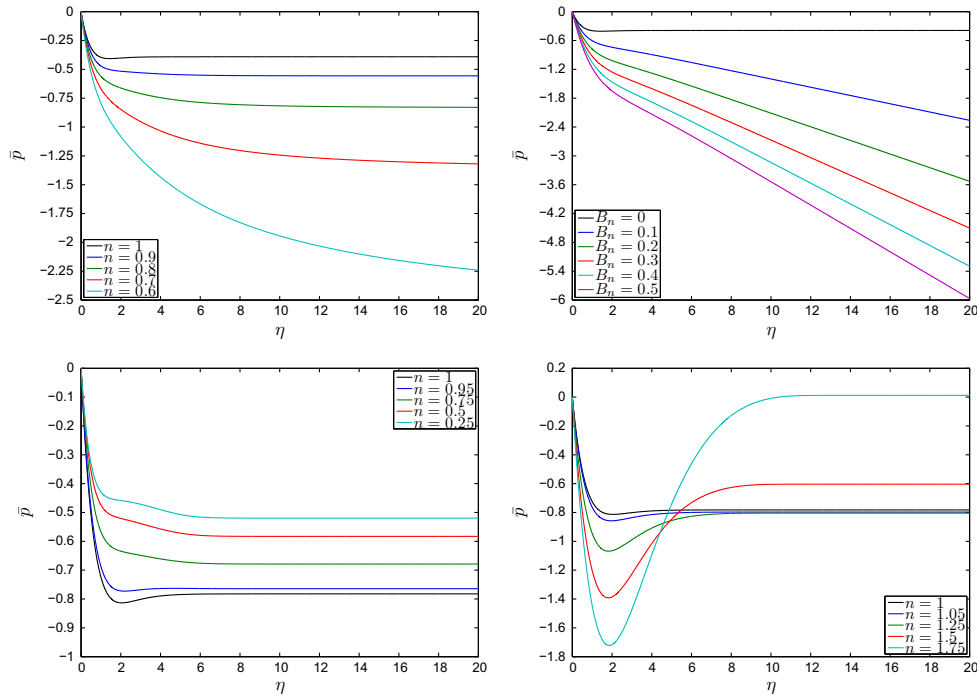 0
−0.25
−0.5
−0.75
−1
−1.25
−1.5
−1.75
−2
−2.25
−2.5
p̄
n = 1
n = 0.9
n = 0.8
n = 0.7
n = 0.6
0 2 4 6 8 10 12 14 16 18 20
η
0
−0.6
−1.2
−1.8
−2.4
−3
−3.6
−4.2
−4.8
−5.4
−6
p̄
Bₙ = 0
Bₙ = 0.1
Bₙ = 0.2
Bₙ = 0.3
Bₙ = 0.4
Bₙ = 0.5
0 2 4 6 8 10 12 14 16 18 20
η
0
−0.1
−0.2
−0.3
−0.4
−0.5
−0.6
−0.7
−0.8
−0.9
−1
p̄
n = 1
n = 0.95
n = 0.75
n = 0.5
n = 0.25
0 2 4 6 8 10 12 14 16 18 20
η
0.2
0
−0.2
−0.4
−0.6
−0.8
−1
−1.2
−1.4
−1.6
−1.8
p̄
n = 1
n = 1.05
n = 1.25
n = 1.5
n = 1.75
0 2 4 6 8 10 12 14 16 18 20
η